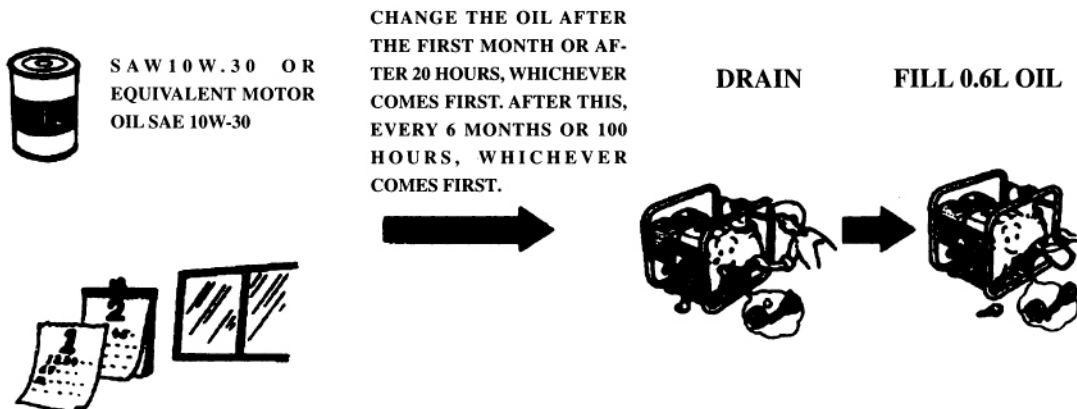 SAW10W.30 OR
EQUIVALENT MOTOR
OIL SAE 10W-30
CHANGE THE OIL AFTER
THE FIRST MONTH OR AF-
TER 20 HOURS, WHICHEVER
COMES FIRST. AFTER THIS,
EVERY 6 MONTHS OR 100
HOURS, WHICHEVER
COMES FIRST.
DRAIN
FILL 0.6L OIL
2
1